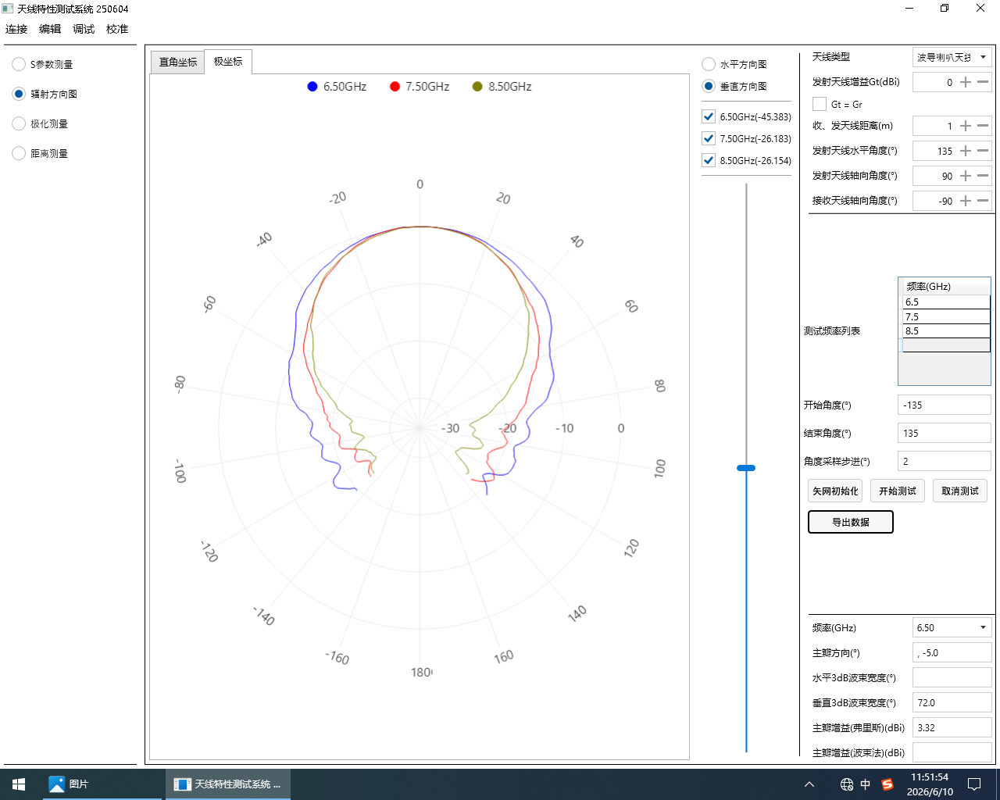 天线特性测试系统 250604
连接 编辑 调试 校准
S参数测量
辐射方向图
极化测量
距离测量
直角坐标 极坐标
6.50GHz 7.50GHz 8.50GHz
0
-20 20
-40 40
-60 60
-80 80
-30 -20 -10 0
-100 100
-120 120
-140 140
-160 160
180
水平方向图
垂直方向图
6.50GHz(-45.383)
7.50GHz(-26.183)
8.50GHz(-26.154)
天线类型 波导喇叭天线
发射天线增益Gt(dBi) 0
Gt = Gr
收、发天线距离(m) 1
发射天线水平角度(°) 135
发射天线轴向角度(°) 90
接收天线轴向角度(°) -90
测试频率列表
频率(GHz)
6.5
7.5
8.5
开始角度(°) -135
结束角度(°) 135
角度采样步进(°) 2
矢网初始化 开始测试 取消测试
导出数据
频率(GHz) 6.50
主瓣方向(°) , -5.0
水平3dB波束宽度(°)
垂直3dB波束宽度(°) 72.0
主瓣增益(弗里斯)(dBi) 3.32
主瓣增益(波束法)(dBi)
图片 天线特性测试系统 ...
中
11:51:54
2026/6/10